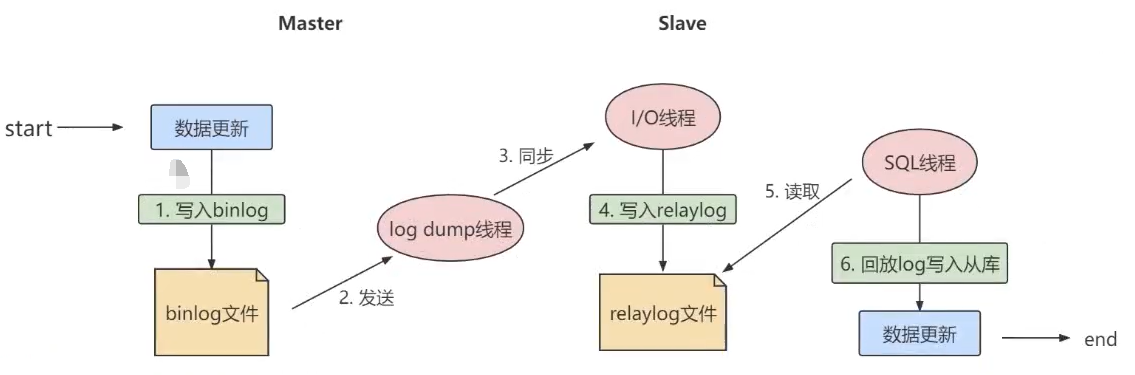 Master
Slave
start
数据更新
1. 写入binlog
binlog文件
2. 发送
log dump线程
3. 同步
I/O线程
4. 写入relaylog
relaylog文件
5. 读取
SQL线程
6. 回放log写入从库
数据更新
end